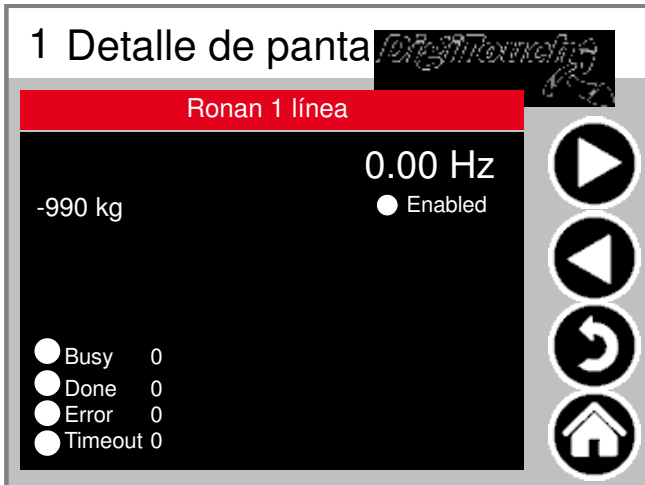 1 Detalle de panta
DigiTouch
Ronan 1 línea
0.00 Hz
-990 kg
Enabled
Busy 0
Done 0
Error 0
Timeout 0